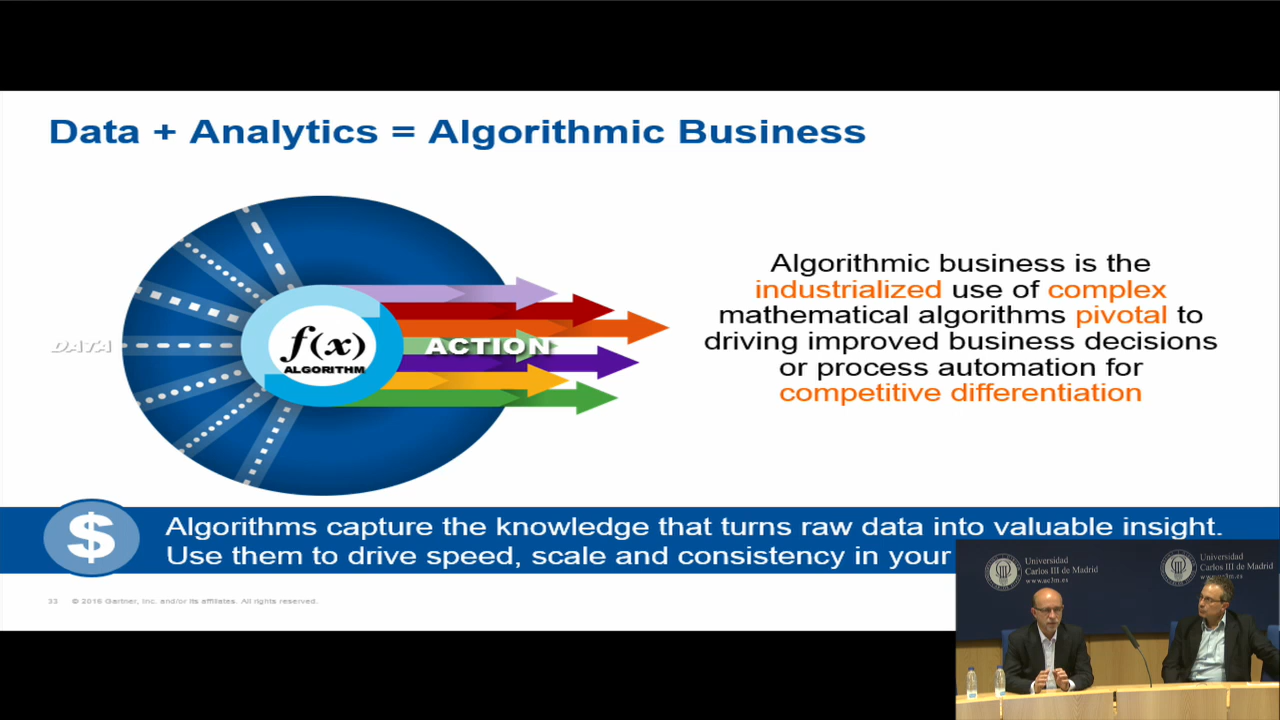 Data + Analytics = Algorithmic Business
DATA
f(x)
ALGORITHM
ACTION
Algorithmic business is the
industrialized use of complex
mathematical algorithms pivotal to
driving improved business decisions
or process automation for
competitive differentiation
$
Algorithms capture the knowledge that turns raw data into valuable insight.
Use them to drive speed, scale and consistency in your
33 © 2016 Gartner, Inc. and/or its affiliates. All rights reserved.
Universidad
Carlos III de Madrid
www.uc3m.es
Universidad
Carlos III de Madrid
www.uc3m.es